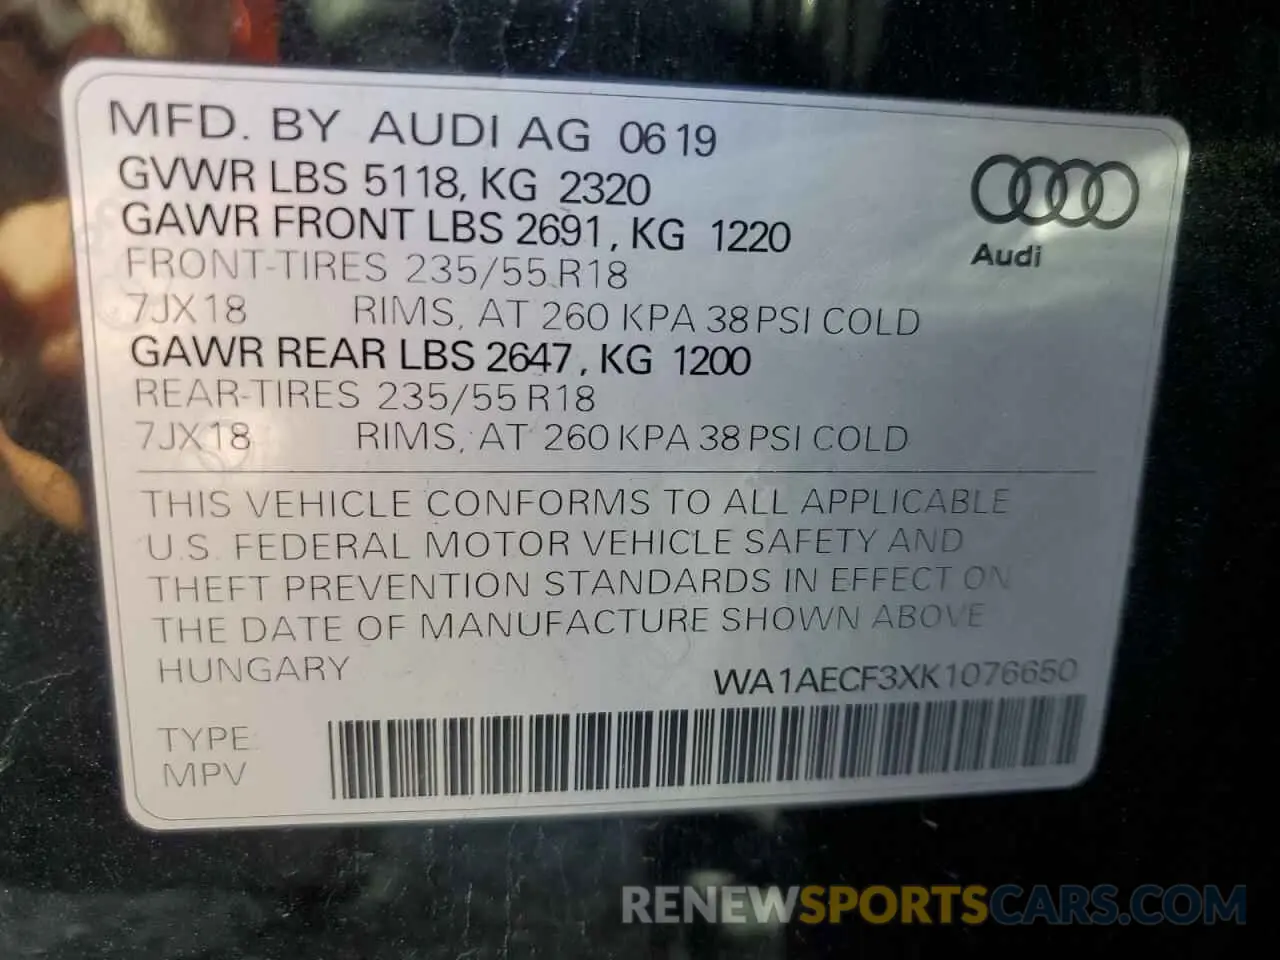 MFD. BY AUDI AG 06 19
GVWR LBS 5118, KG 2320
GAWR FRONT LBS 2691, KG 1220
FRONT-TIRES 235/55 R18
7JX18 RIMS, AT 260 KPA 38 PSI COLD
GAWR REAR LBS 2647, KG 1200
REAR-TIRES 235/55 R18
7JX18 RIMS, AT 260 KPA 38 PSI COLD
Audi
THIS VEHICLE CONFORMS TO ALL APPLICABLE
U.S. FEDERAL MOTOR VEHICLE SAFETY AND
THEFT PREVENTION STANDARDS IN EFFECT ON
THE DATE OF MANUFACTURE SHOWN ABOVE
HUNGARY
WA1AECF3XK1076650
TYPE:
MPV
RENEWSPORTSCARS.COM